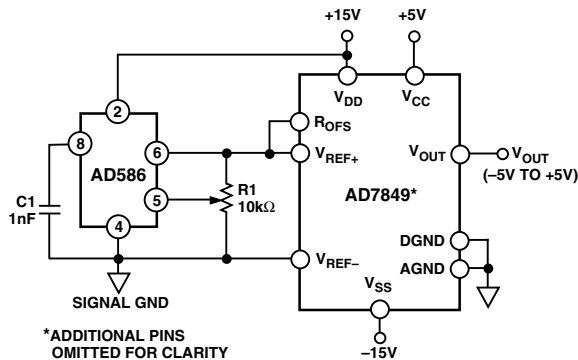 +15V
+5V
2
V_DD
V_CC
8
R_OFS
6
V_REF+
V_OUT
V_OUT
(–5V TO +5V)
AD586
R1
10kΩ
AD7849*
C1
1nF
5
4
DGND
V_REF–
AGND
V_SS
SIGNAL GND
–15V
*ADDITIONAL PINS
OMITTED FOR CLARITY